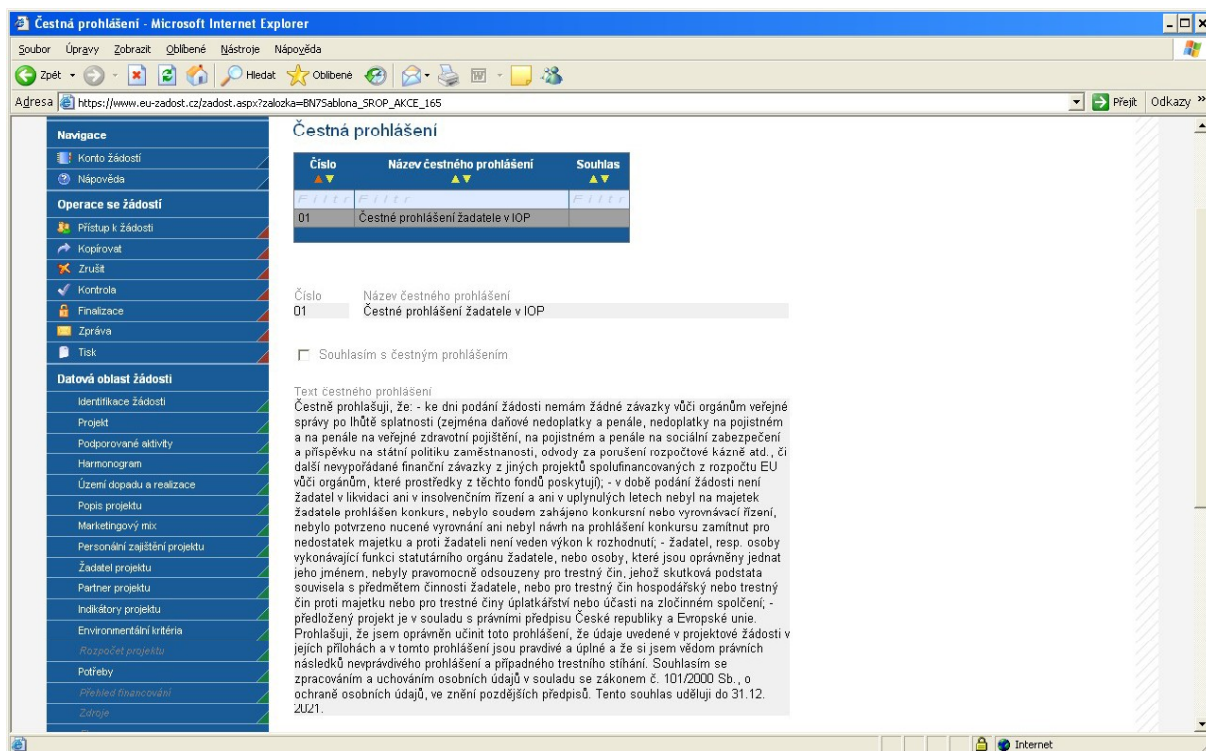 Čestná prohlášení - Microsoft Internet Explorer
Soubor Úpravy Zobrazit Oblíbené Nástroje Nápověda
Zpět Hledat Oblíbené
Adresa https://www.eu-zadost.cz/zadost.aspx?zalozka=BN7Sablona_SROP_AKCE_165 Přejít Odkazy »
Navigace
Konto žádostí
Nápověda
Operace se žádostí
Přístup k žádosti
Kopírovat
Zrušit
Kontrola
Finalizace
Zpráva
Tisk
Datová oblast žádosti
Identifikace žádosti
Projekt
Podporované aktivity
Harmonogram
Území dopadu a realizace
Popis projektu
Marketingový mix
Personální zajištění projektu
Žadatel projektu
Partner projektu
Indikátory projektu
Environmentální kritéria
Rozpočet projektu
Potřeby
Přehled financování
Zdroje
Čestná prohlášení
Číslo Název čestného prohlášení Souhlas
Filtr Filtr Filtr
01 Čestné prohlášení žadatele v IOP
Číslo Název čestného prohlášení
01 Čestné prohlášení žadatele v IOP
Souhlasím s čestným prohlášením
Text čestného prohlášení
Čestně prohlašuji, že: - ke dni podání žádosti nemám žádné závazky vůči orgánům veřejné
správy po lhůtě splatnosti (zejména daňové nedoplatky a penále, nedoplatky na pojistném
a na penále na veřejné zdravotní pojištění, na pojistném a penále na sociální zabezpečení
a příspěvku na státní politiku zaměstnanosti, odvody za porušení rozpočtové kázně atd., či
další nevypořádané finanční závazky z jiných projektů spolufinancovaných z rozpočtu EU
vůči orgánům, které prostředky z těchto fondů poskytují); - v době podání žádosti není
žadatel v likvidaci ani v insolvenčním řízení a ani v uplynulých letech nebyl na majetek
žadatele prohlášen konkurs, nebylo soudem zahájeno konkursní nebo vyrovnávací řízení,
nebylo potvrzeno nucené vyrovnání ani nebyl návrh na prohlášení konkursu zamítnut pro
nedostatek majetku a proti žadateli není veden výkon k rozhodnutí; - žadatel, resp. osoby
vykonávající funkci statutárního orgánu žadatele, nebo osoby, které jsou oprávněny jednat
jeho jménem, nebyly pravomocně odsouzeny pro trestný čin, jehož skutková podstata
souvisela s předmětem činnosti žadatele, nebo pro trestný čin hospodářský nebo trestný
čin proti majetku nebo pro trestné činy úplatkářství nebo účasti na zločinném spolčení; -
předložený projekt je v souladu s právními předpisu České republiky a Evropské unie.
Prohlašuji, že jsem oprávněn učinit toto prohlášení, že údaje uvedené v projektové žádosti v
jejích přílohách a v tomto prohlášení jsou pravdivé a úplné a že si jsem vědom právních
následků nevprávdivého prohlášení a případného trestního stíhání. Souhlasím se
zpracováním a uchováním osobních údajů v souladu se zákonem č. 101/2000 Sb., o
ochraně osobních údajů, ve znění pozdějších předpisů. Tento souhlas uděluji do 31.12.
2021.
Internet